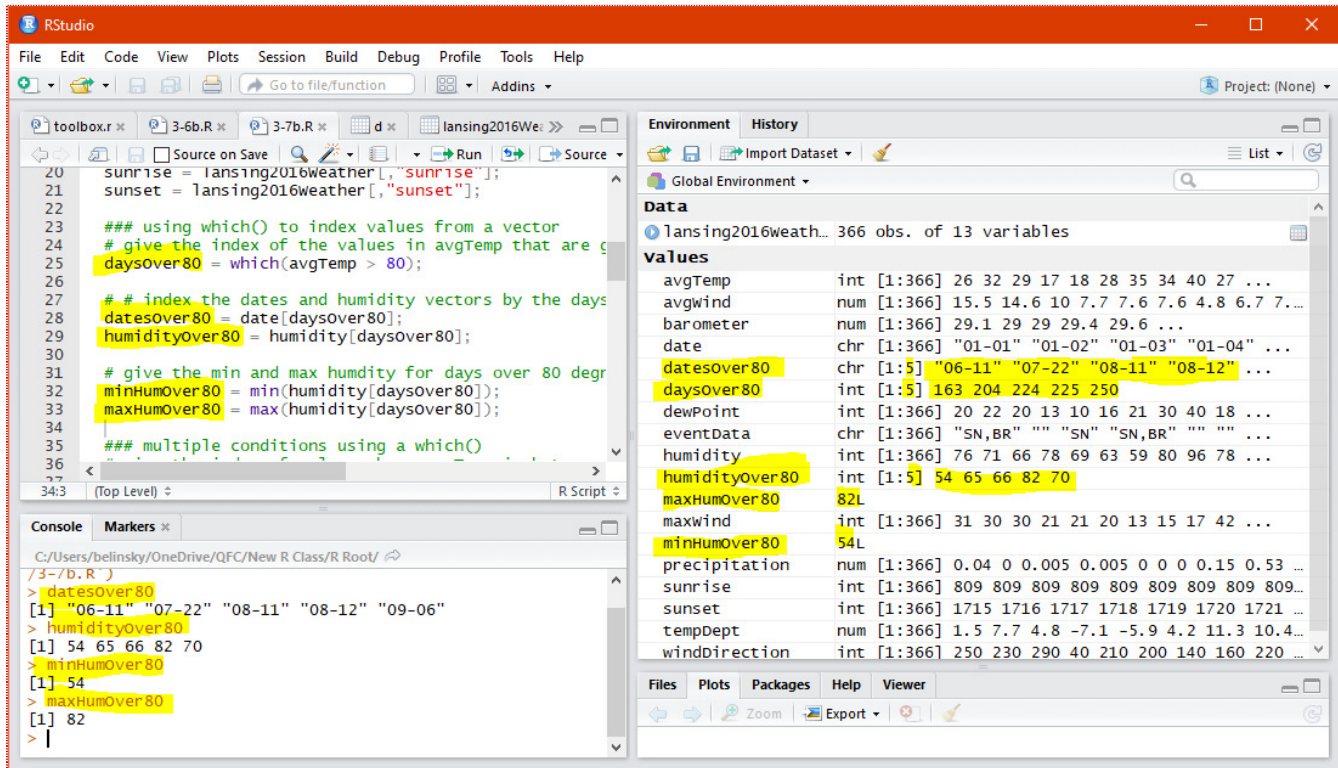 RStudio
File Edit Code View Plots Session Build Debug Profile Tools Help
Go to file/function Addins Project: (None)
toolbox.r × 3-6b.R × 3-7b.R × d × lansing2016We
Source on Save Run Source
20 sunrise = lansing2016weather[,"sunrise"];
21 sunset = lansing2016weather[,"sunset"];
22
23 ### using which() to index values from a vector
24 # give the index of the values in avgTemp that are g
25 daysOver80 = which(avgTemp > 80);
26
27 # # index the dates and humidity vectors by the days
28 datesOver80 = date[daysOver80];
29 humidityOver80 = humidity[daysOver80];
30
31 # give the min and max humdity for days over 80 degr
32 minHumOver80 = min(humidity[daysOver80]);
33 maxHumOver80 = max(humidity[daysOver80]);
34
35 ### multiple conditions using a which()
36
34:3 (Top Level) R Script
Console Markers ×
C:/Users/belinsky/OneDrive/QFC/New R Class/R Root/
/3-7b.R')
> datesOver80
[1] "06-11" "07-22" "08-11" "08-12" "09-06"
> humidityOver80
[1] 54 65 66 82 70
> minHumOver80
[1] 54
> maxHumOver80
[1] 82
>
Environment History
Import Dataset List
Global Environment
Data
lansing2016weath… 366 obs. of 13 variables
Values
avgTemp int [1:366] 26 32 29 17 18 28 35 34 40 27 ...
avgWind num [1:366] 15.5 14.6 10 7.7 7.6 7.6 4.8 6.7 7.…
barometer num [1:366] 29.1 29 29 29.4 29.6 ...
date chr [1:366] "01-01" "01-02" "01-03" "01-04" ...
datesOver80 chr [1:5] "06-11" "07-22" "08-11" "08-12" ...
daysOver80 int [1:5] 163 204 224 225 250
dewPoint int [1:366] 20 22 20 13 10 16 21 30 40 18 ...
eventData chr [1:366] "SN,BR" "" "SN" "SN,BR" "" "" ...
humidity int [1:366] 76 71 66 78 69 63 59 80 96 78 ...
humidityOver80 int [1:5] 54 65 66 82 70
maxHumOver80 82L
maxWind int [1:366] 31 30 30 21 21 20 13 15 17 42 ...
minHumOver80 54L
precipitation num [1:366] 0.04 0 0.005 0.005 0 0 0 0.15 0.53 …
sunrise int [1:366] 809 809 809 809 809 809 809 809 809…
sunset int [1:366] 1715 1716 1717 1718 1719 1720 1721 …
tempDept num [1:366] 1.5 7.7 4.8 -7.1 -5.9 4.2 11.3 10.4…
windDirection int [1:366] 250 230 290 40 210 200 140 160 220 …
Files Plots Packages Help Viewer
Zoom Export